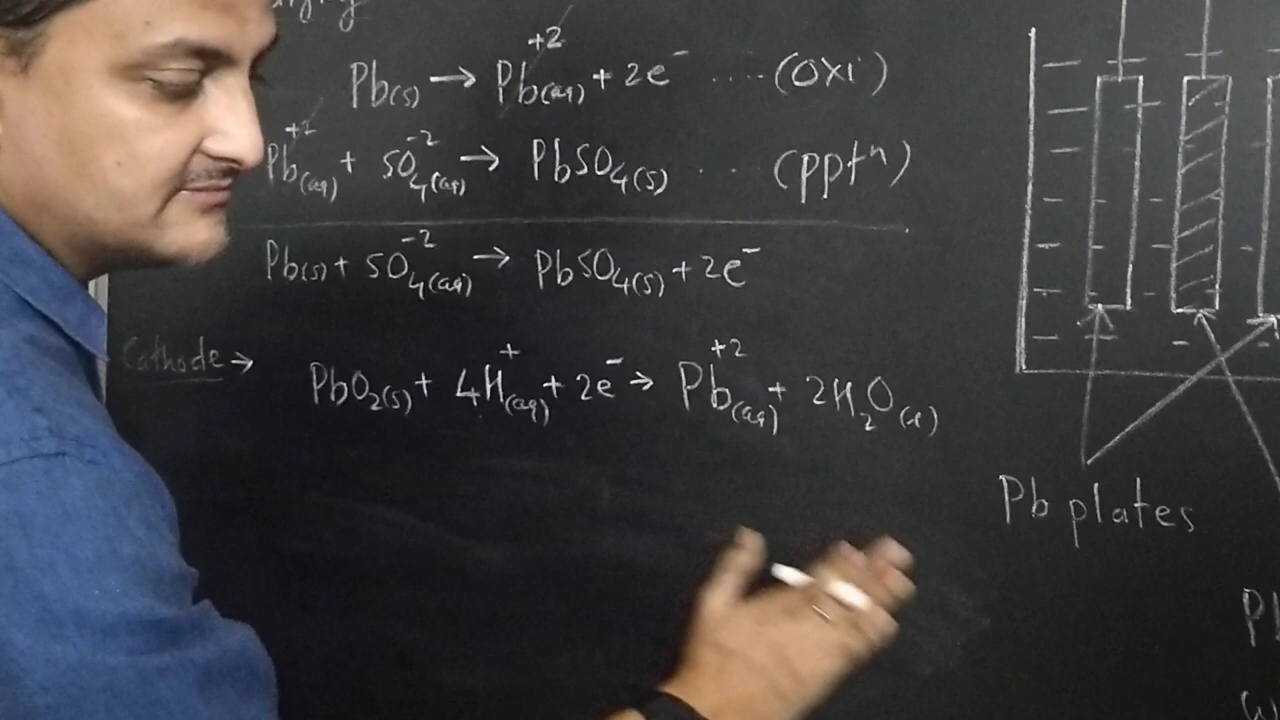 Pb(s) → Pb+2(aq) + 2e- .... (oxi)
Pb+2(aq) + SO4-2(aq) → PbSO4(s) .. (pptn)
Pb(s) + SO4-2(aq) → PbSO4(s) + 2e-
Cathode →
PbO2(s) + 4H+(aq) + 2e- → Pb+2(aq) + 2H2O(l)
Pb plates